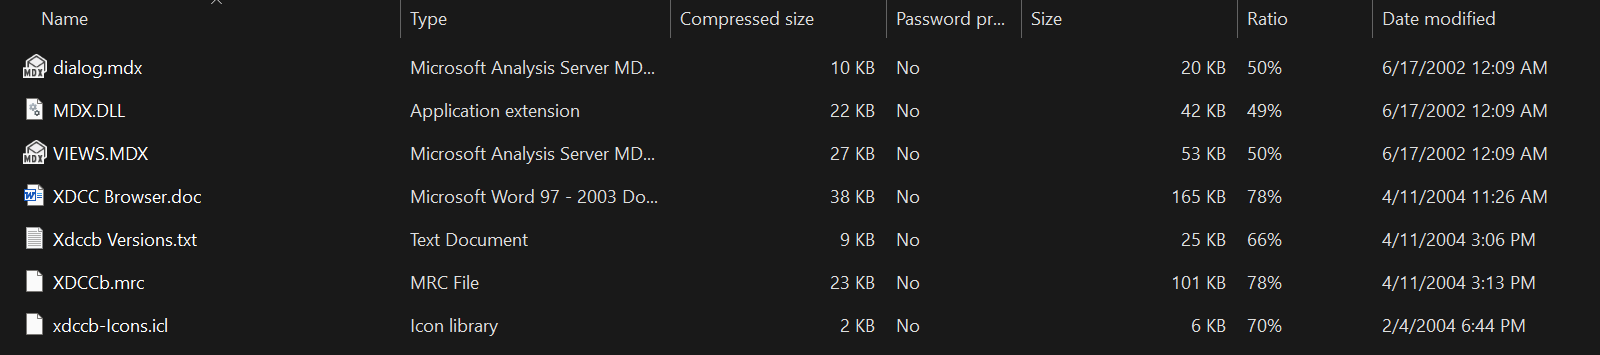 Name Type Compressed size Password pr... Size Ratio Date modified
dialog.mdx Microsoft Analysis Server MD... 10 KB No 20 KB 50% 6/17/2002 12:09 AM
MDX.DLL Application extension 22 KB No 42 KB 49% 6/17/2002 12:09 AM
VIEWS.MDX Microsoft Analysis Server MD... 27 KB No 53 KB 50% 6/17/2002 12:09 AM
XDCC Browser.doc Microsoft Word 97 - 2003 Do... 38 KB No 165 KB 78% 4/11/2004 11:26 AM
Xdccb Versions.txt Text Document 9 KB No 25 KB 66% 4/11/2004 3:06 PM
XDCCb.mrc MRC File 23 KB No 101 KB 78% 4/11/2004 3:13 PM
xdccb-Icons.icl Icon library 2 KB No 6 KB 70% 2/4/2004 6:44 PM